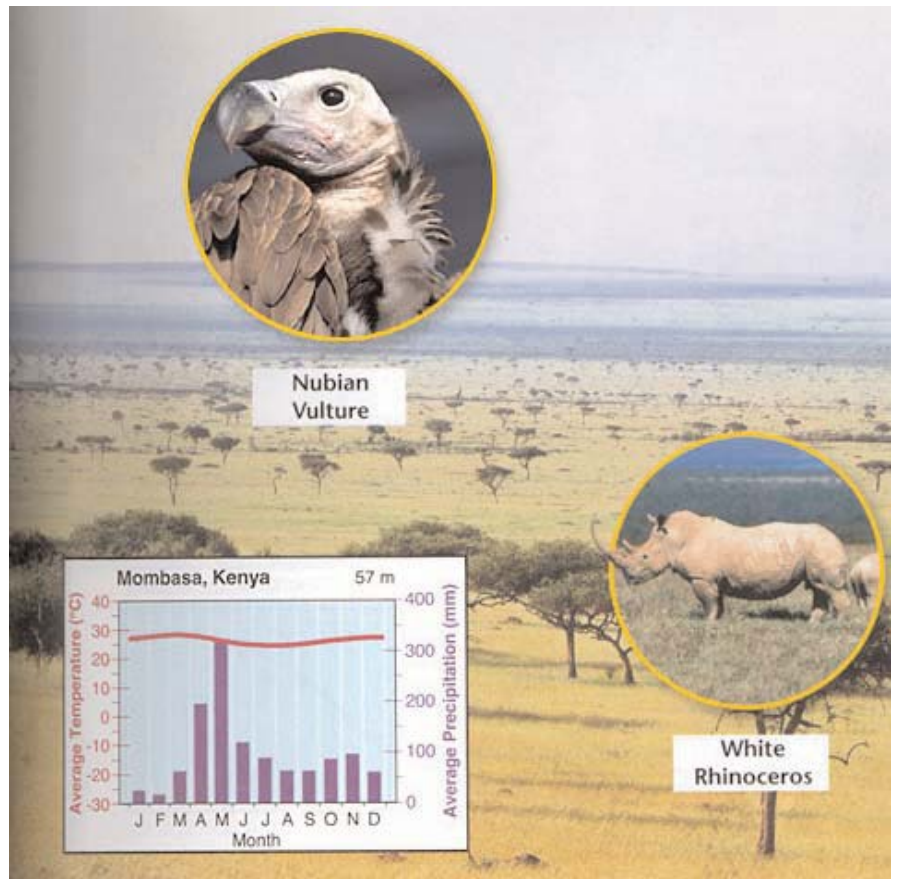 Nubian
Vulture
Mombasa, Kenya 57 m
Average Temperature (°C)
40
30
20
10
0
-10
-20
-30
400
300
200
100
0
Average Precipitation (mm)
J F M A M J J A S O N D
Month
White
Rhinoceros